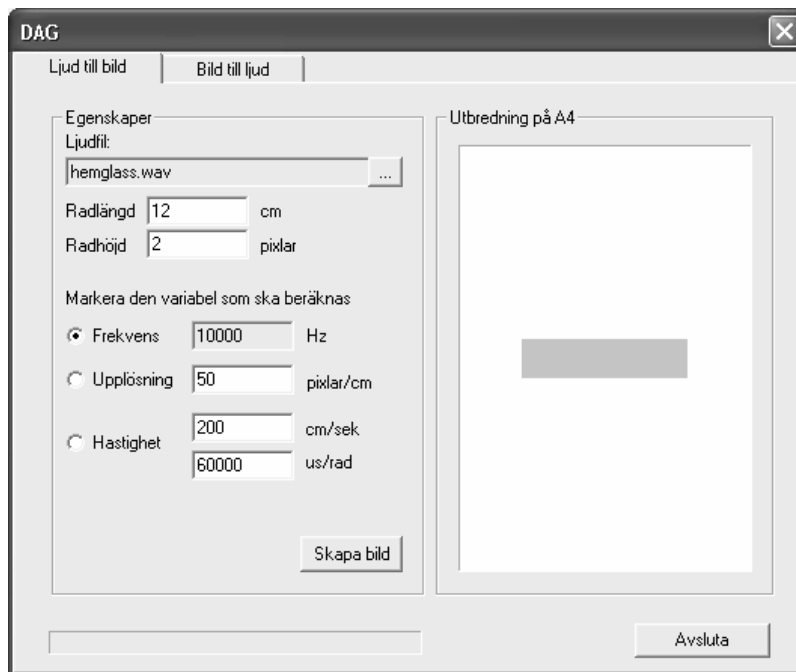 DAG
Ljud till bild
Bild till ljud
Egenskaper
Ljudfil:
hemglass.wav
...
Radlängd 12 cm
Radhöjd 2 pixlar
Markera den variabel som ska beräknas
Frekvens 10000 Hz
Upplösning 50 pixlar/cm
Hastighet
200 cm/sek
60000 us/rad
Skapa bild
Utbredning på A4
Avsluta